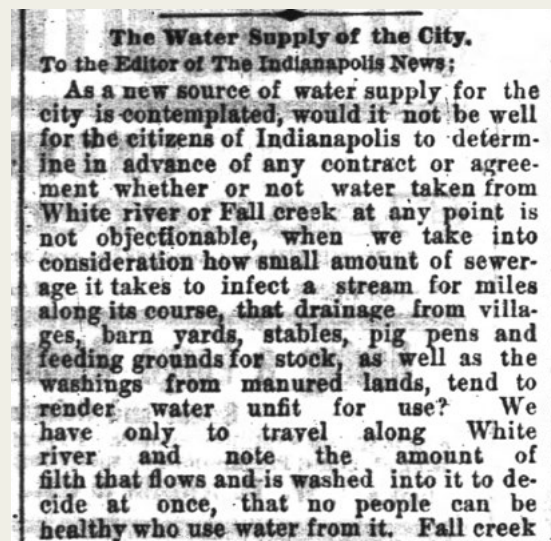 The Water Supply of the City.
To the Editor of The Indianapolis News:
As a new source of water supply for the
city is contemplated, would it not be well
for the citizens of Indianapolis to determ-
ine in advance of any contract or agree-
ment whether or not water taken from
White river or Fall creek at any point is
not objectionable, when we take into
consideration how small amount of sewer-
age it takes to infect a stream for miles
along its course, that drainage from villa-
ges, barn yards, stables, pig pens and
feeding grounds for stock, as well as the
washings from manured lands, tend to
render water unfit for use? We
have only to travel along White
river and note the amount of
filth that flows and is washed into it to de-
cide at once, that no people can be
healthy who use water from it. Fall creek